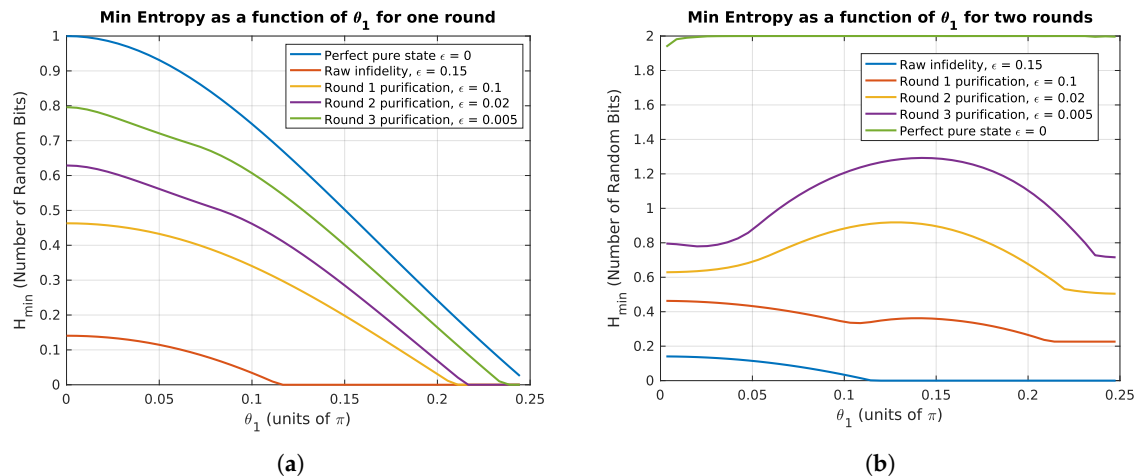 Min Entropy as a function of θ1 for one round
H_min (Number of Random Bits)
1
0.9
0.8
0.7
0.6
0.5
0.4
0.3
0.2
0.1
0
Perfect pure state ϵ = 0
Raw infidelity, ϵ = 0.15
Round 1 purification, ϵ = 0.1
Round 2 purification, ϵ = 0.02
Round 3 purification, ϵ = 0.005
0 0.05 0.1 0.15 0.2 0.25
θ1 (units of π)
(a)
Min Entropy as a function of θ1 for two rounds
H_min (Number of Random Bits)
2
1.8
1.6
1.4
1.2
1
0.8
0.6
0.4
0.2
0
Raw infidelity, ϵ = 0.15
Round 1 purification, ϵ = 0.1
Round 2 purification, ϵ = 0.02
Round 3 purification, ϵ = 0.005
Perfect pure state ϵ = 0
0 0.05 0.1 0.15 0.2 0.25
θ1 (units of π)
(b)